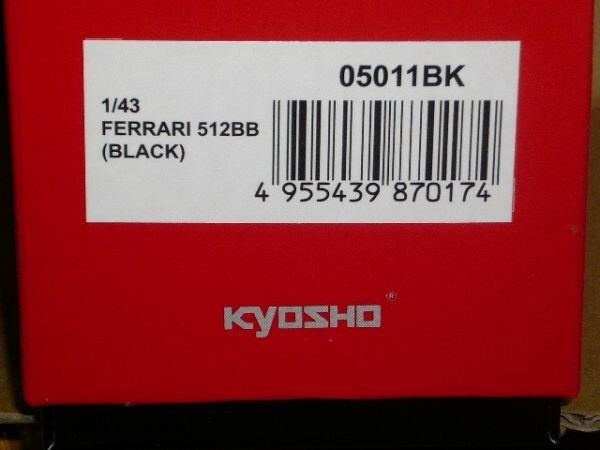 05011BK
1/43
FERRARI 512BB
(BLACK)
4 955439 870174
KYOSHO®